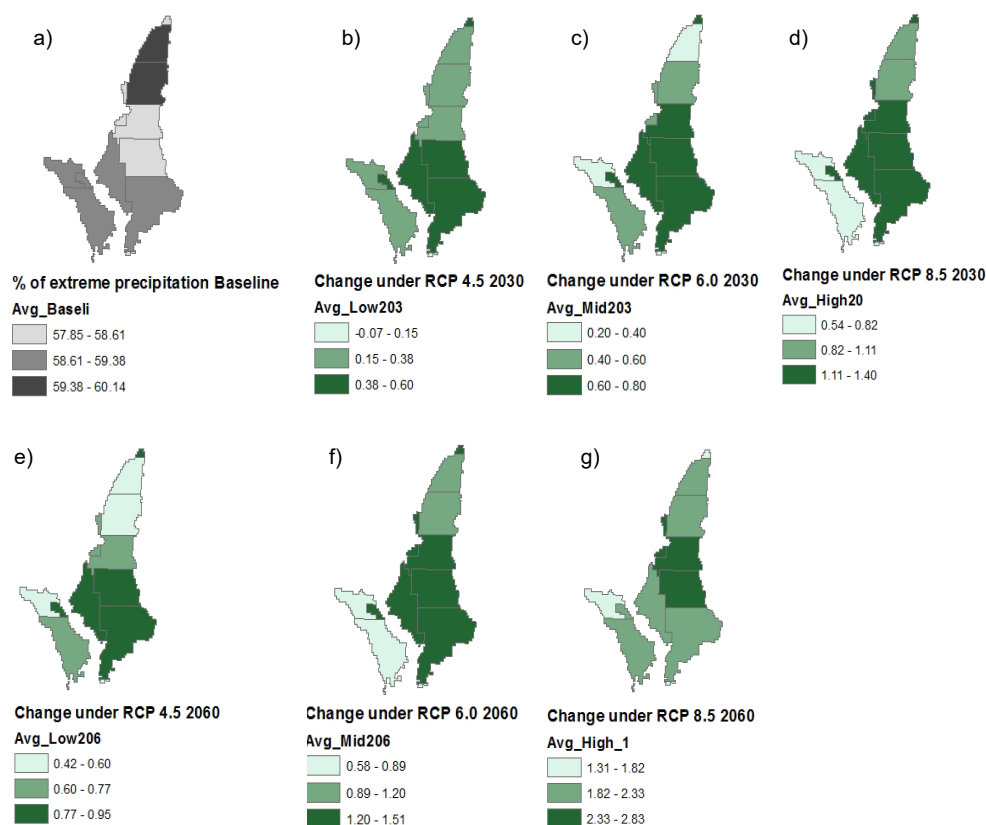 a)
b)
c)
d)
% of extreme precipitation Baseline
Avg_Baseli
57.85 - 58.61
58.61 - 59.38
59.38 - 60.14
Change under RCP 4.5 2030
Avg_Low203
-0.07 - 0.15
0.15 - 0.38
0.38 - 0.60
Change under RCP 6.0 2030
Avg_Mid203
0.20 - 0.40
0.40 - 0.60
0.60 - 0.80
Change under RCP 8.5 2030
Avg_High20
0.54 - 0.82
0.82 - 1.11
1.11 - 1.40
e)
f)
g)
Change under RCP 4.5 2060
Avg_Low206
0.42 - 0.60
0.60 - 0.77
0.77 - 0.95
Change under RCP 6.0 2060
Avg_Mid206
0.58 - 0.89
0.89 - 1.20
1.20 - 1.51
Change under RCP 8.5 2060
Avg_High_1
1.31 - 1.82
1.82 - 2.33
2.33 - 2.83